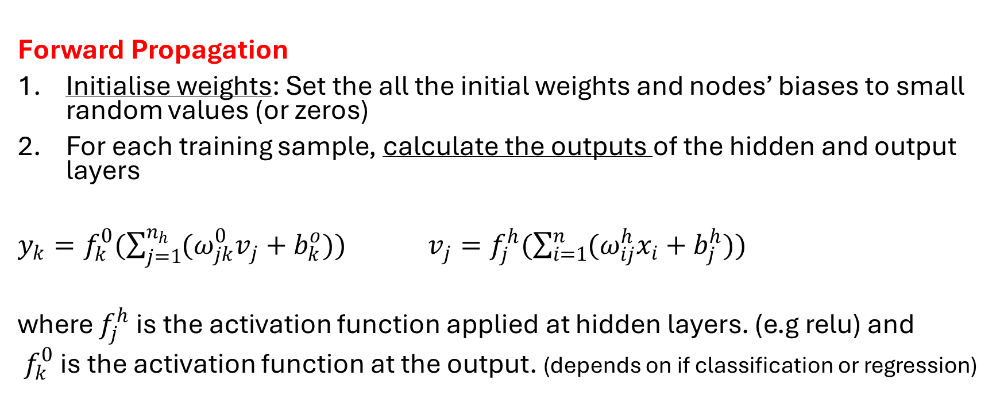 Forward Propagation
1. Initialise weights: Set the all the initial weights and nodes’ biases to small
random values (or zeros)
2. For each training sample, calculate the outputs of the hidden and output
layers
y_k = f_k^0(∑_{j=1}^{n_h}(ω_{jk}^0 v_j + b_k^o)) v_j = f_j^h(∑_{i=1}^{n}(ω_{ij}^h x_i + b_j^h))
where f_j^h is the activation function applied at hidden layers. (e.g relu) and
f_k^0 is the activation function at the output. (depends on if classification or regression)